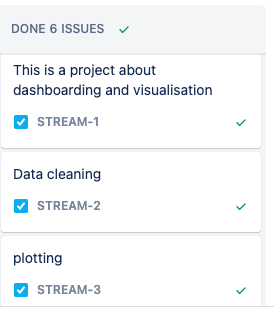 DONE 6 ISSUES
This is a project about
dashboarding and visualisation
STREAM-1
Data cleaning
STREAM-2
plotting
STREAM-3